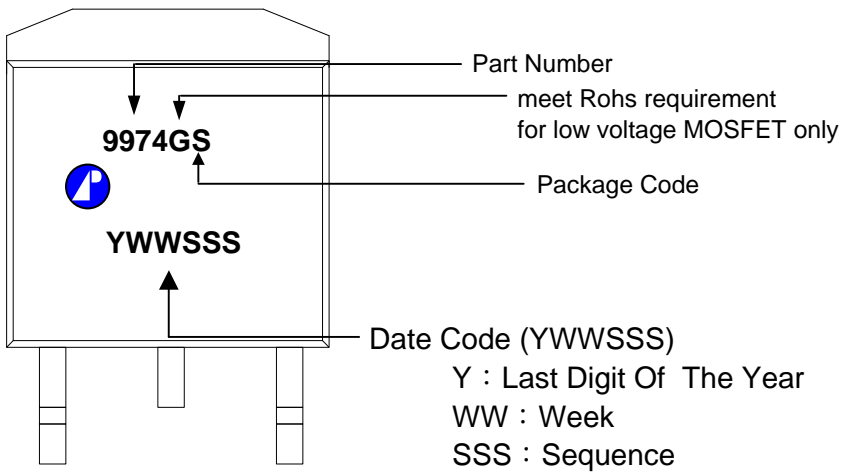 Part Number
meet Rohs requirement
for low voltage MOSFET only
9974GS
Package Code
YWWSSS
Date Code (YWWSSS)
Y：Last Digit Of The Year
WW：Week
SSS：Sequence